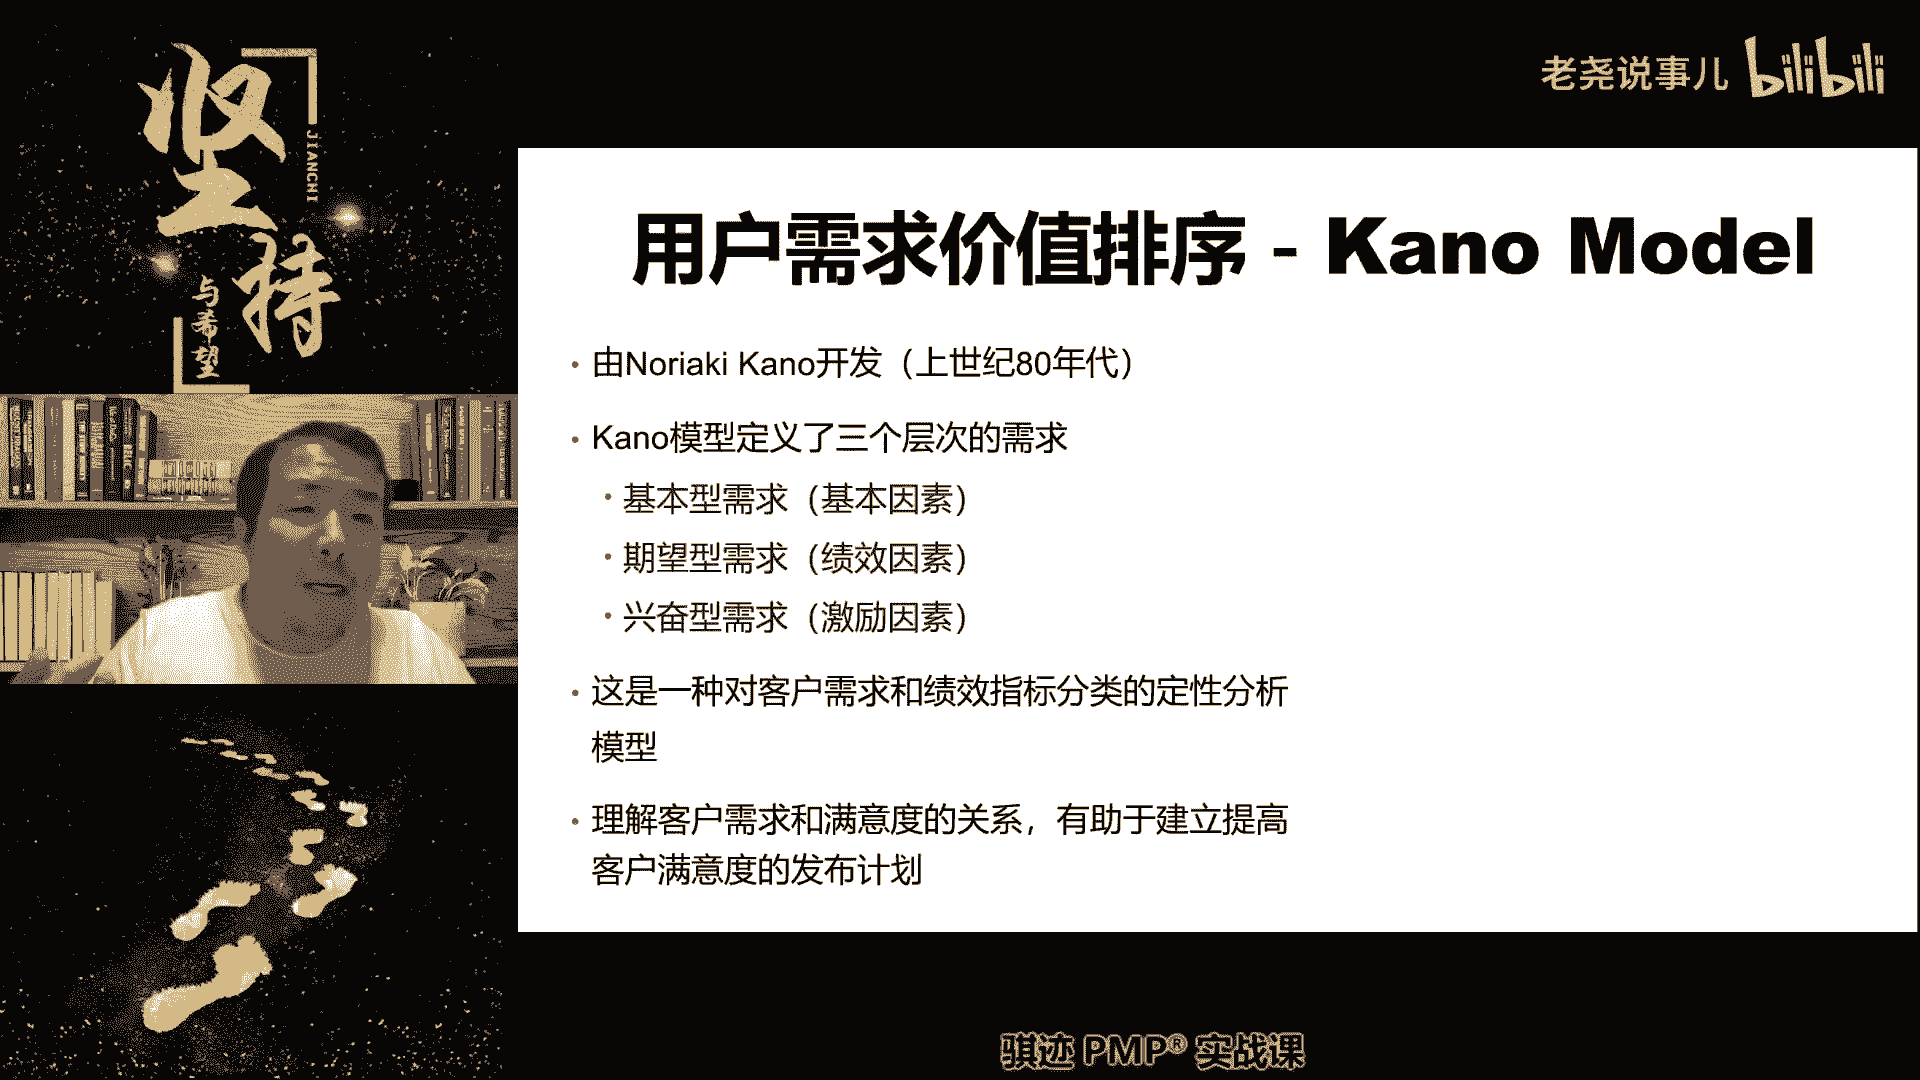 坚持
JIANCHI
与希望
老尧说事儿 bilibili
用户需求价值排序 - Kano Model
· 由Noriaki Kano开发（上世纪80年代）
· Kano模型定义了三个层次的需求
· 基本型需求（基本因素）
· 期望型需求（绩效因素）
· 兴奋型需求（激励因素）
· 这是一种对客户需求和绩效指标分类的定性分析
模型
· 理解客户需求和满意度的关系，有助于建立提高
客户满意度的发布计划
骐迹 PMP® 实战课